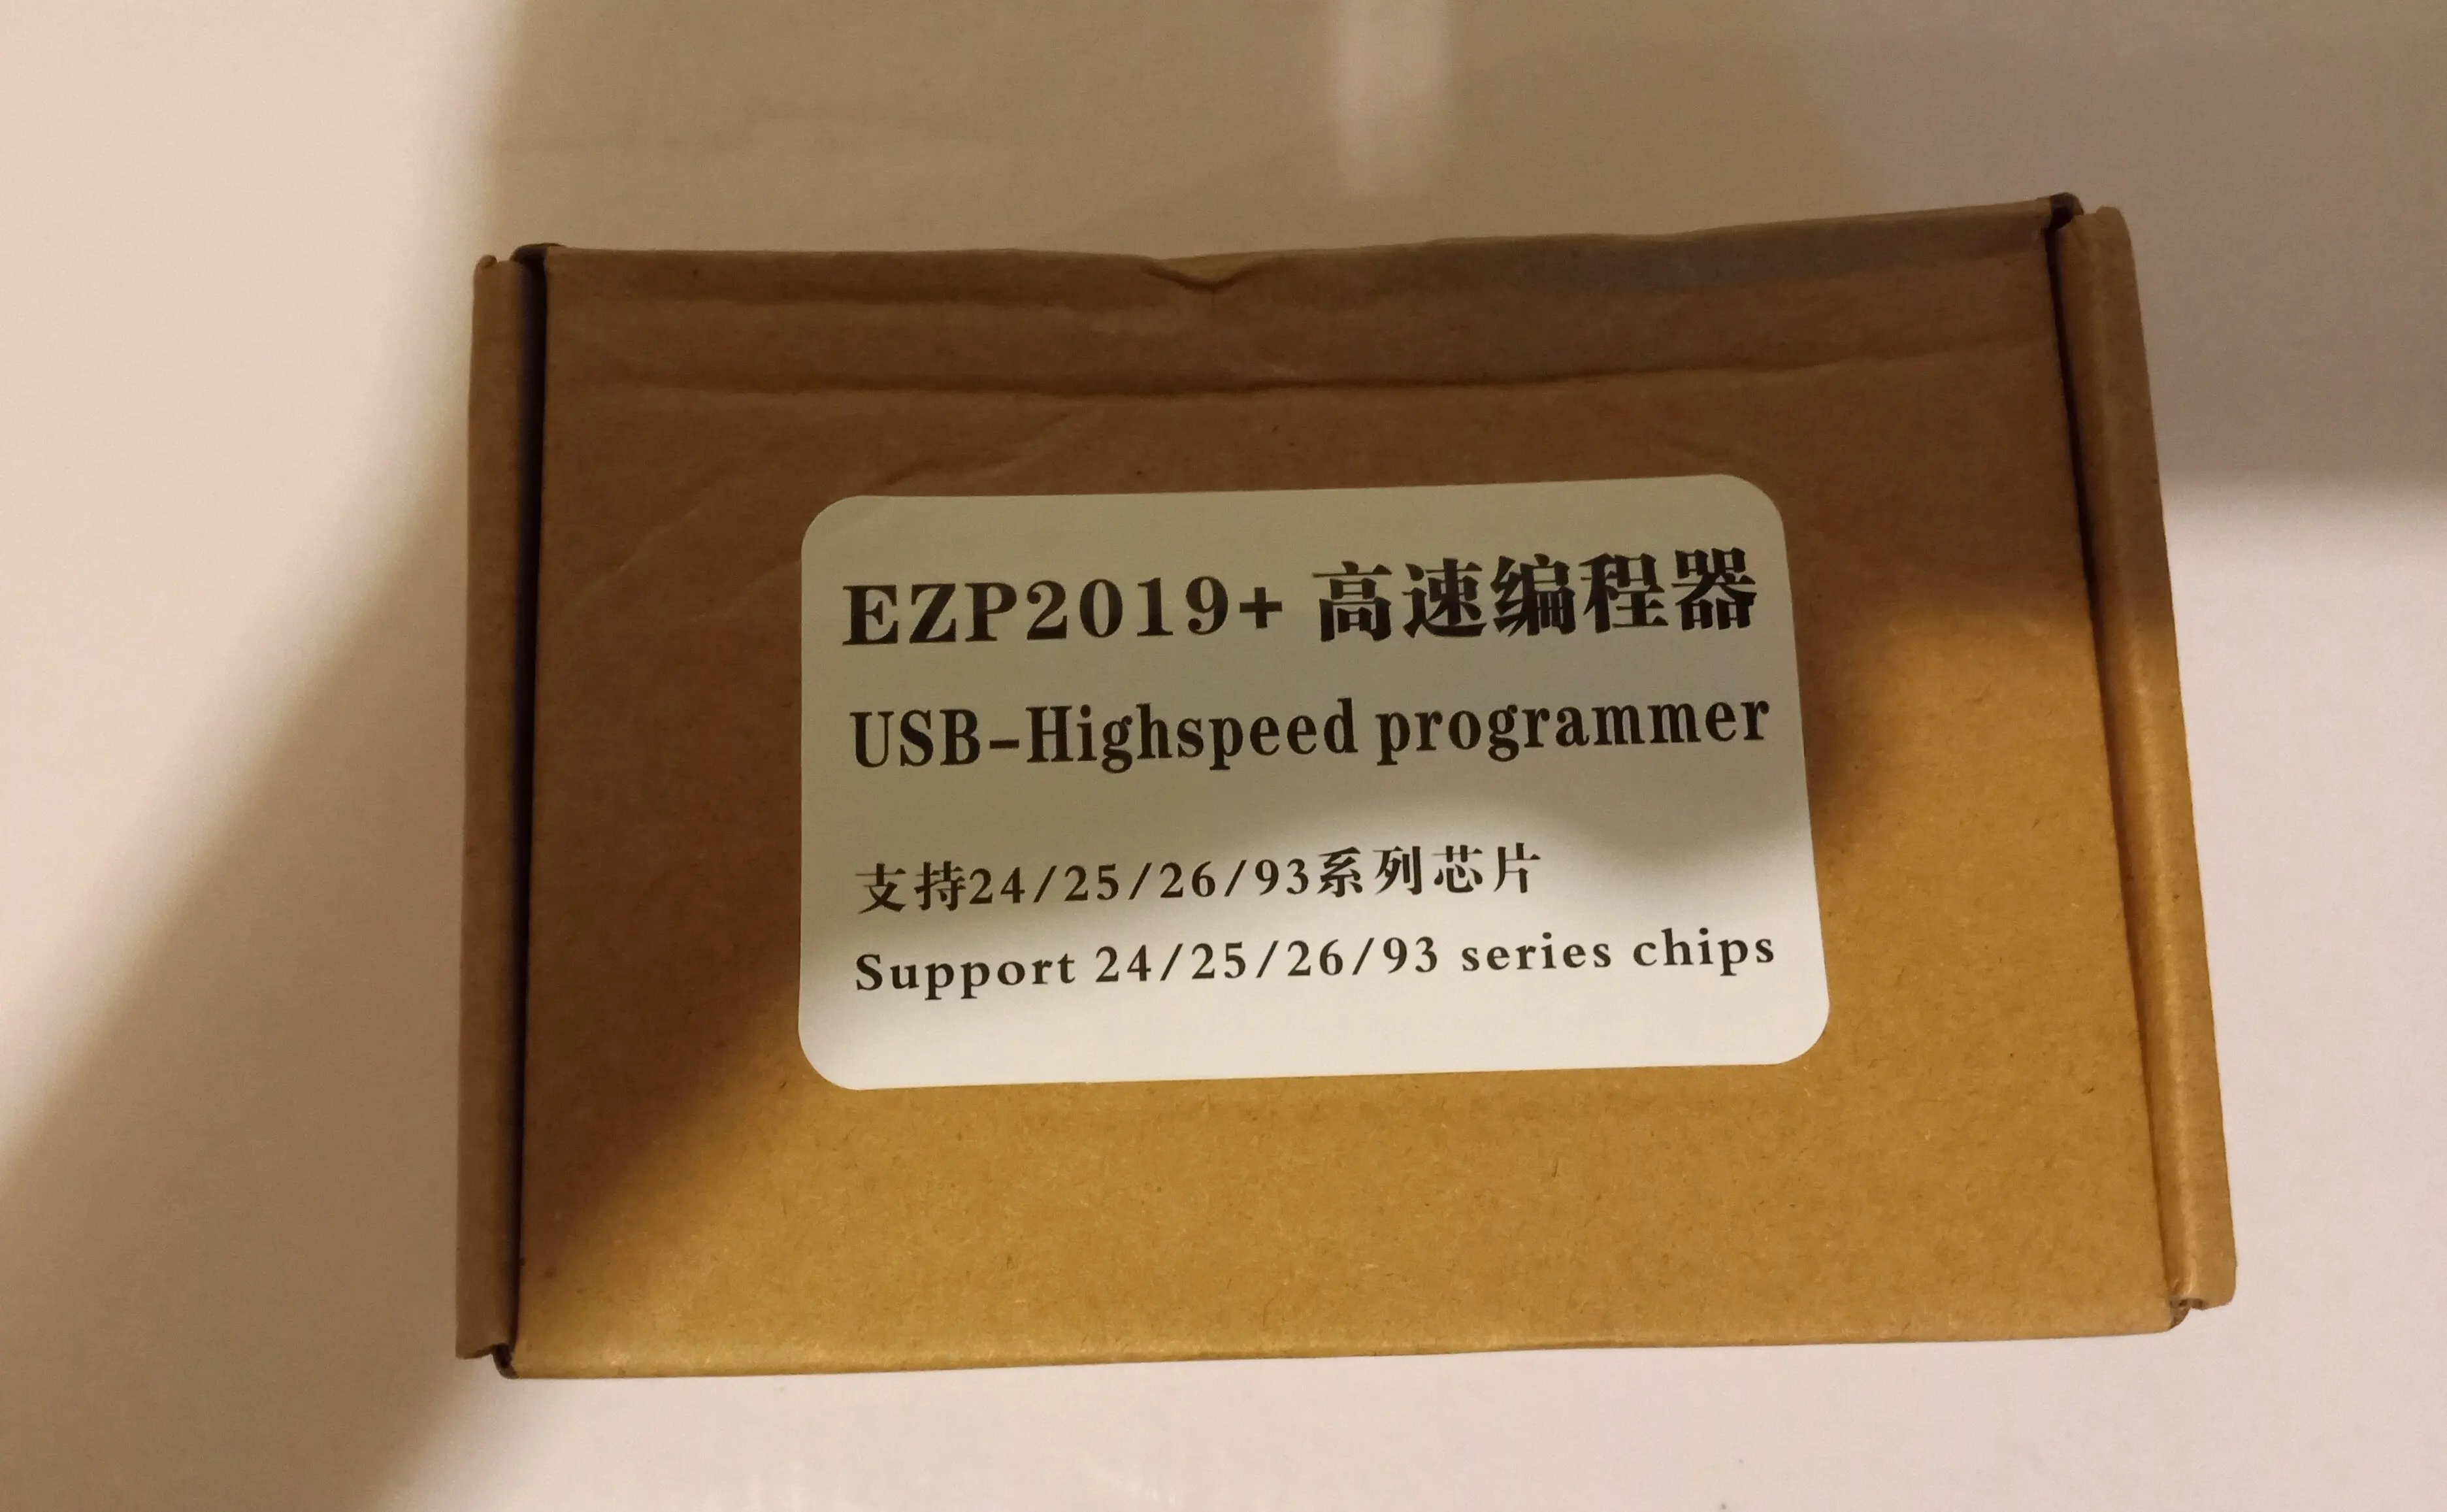 EZP2019+ 高速编程器
USB-Highspeed programmer
支持24/25/26/93系列芯片
Support 24/25/26/93 series chips